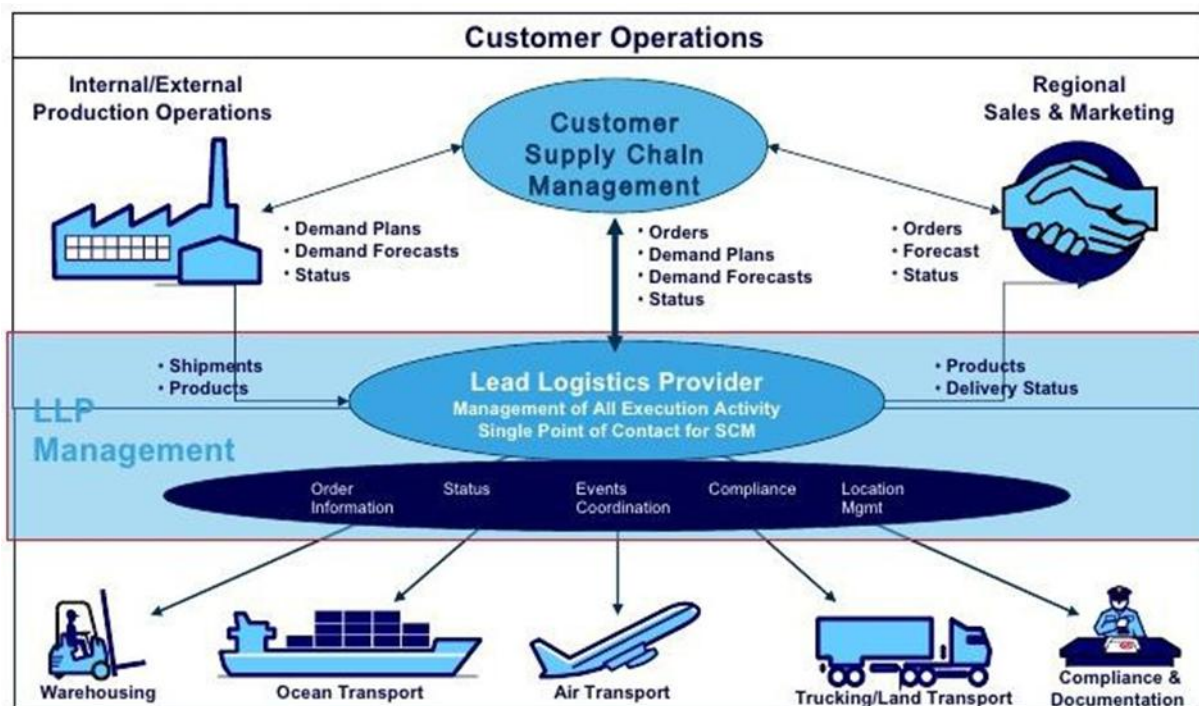 Customer Operations
Internal/External
Production Operations
Customer
Supply Chain
Management
Regional
Sales & Marketing
• Demand Plans
• Demand Forecasts
• Status
• Orders
• Demand Plans
• Demand Forecasts
• Status
• Orders
• Forecast
• Status
• Shipments
• Products
LLP
Management
Lead Logistics Provider
Management of All Execution Activity
Single Point of Contact for SCM
• Products
• Delivery Status
Order
Information
Status
Events
Coordination
Compliance
Location
Mgmt
Warehousing
Ocean Transport
Air Transport
Trucking/Land Transport
Compliance &
Documentation